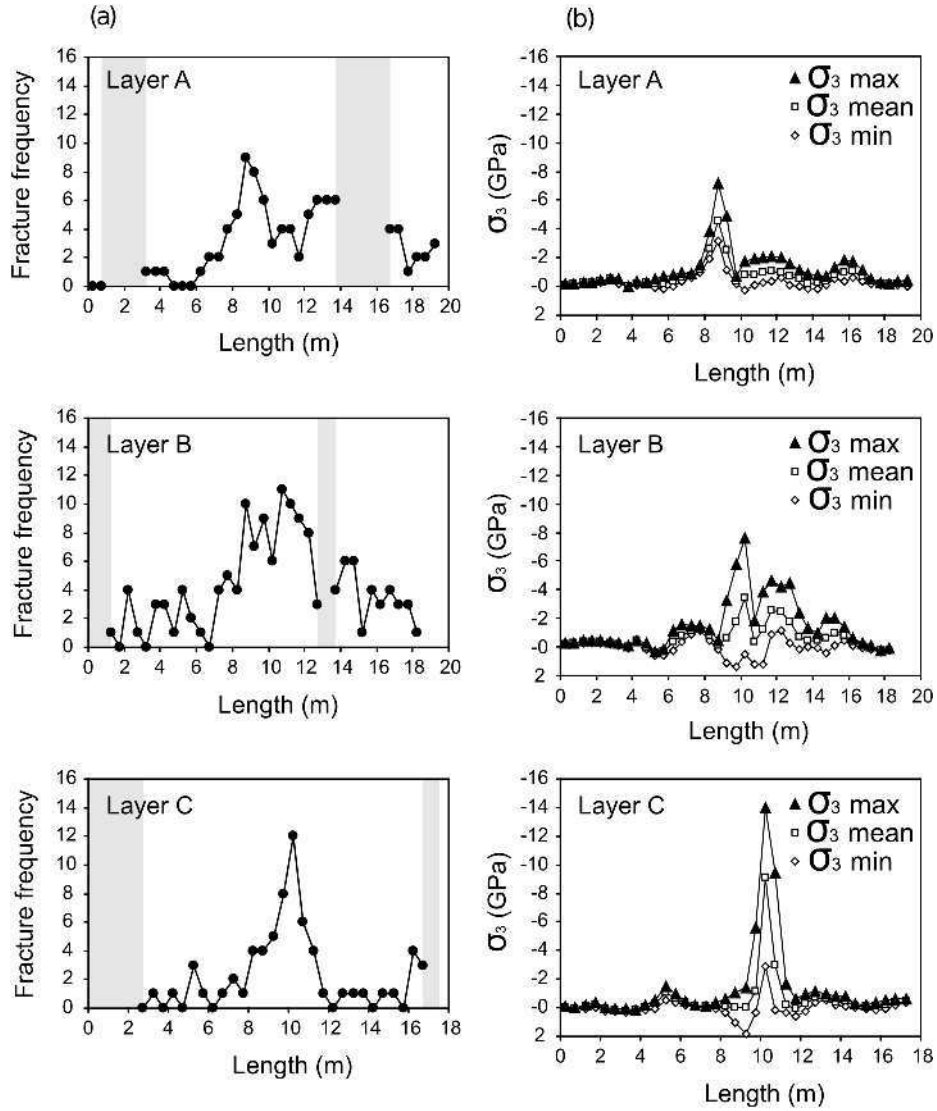 (a)
(b)
Layer A
Fracture frequency
16
14
12
10
8
6
4
2
0
0 2 4 6 8 10 12 14 16 18 20
Length (m)
Layer A
σ3 max
σ3 mean
σ3 min
σ3 (GPa)
-16
-14
-12
-10
-8
-6
-4
-2
-0
2
0 2 4 6 8 10 12 14 16 18 20
Length (m)
Layer B
Fracture frequency
16
14
12
10
8
6
4
2
0
0 2 4 6 8 10 12 14 16 18 20
Length (m)
Layer B
σ3 max
σ3 mean
σ3 min
σ3 (GPa)
-16
-14
-12
-10
-8
-6
-4
-2
-0
2
0 2 4 6 8 10 12 14 16 18 20
Length (m)
Layer C
Fracture frequency
16
14
12
10
8
6
4
2
0
0 2 4 6 8 10 12 14 16 18
Length (m)
Layer C
σ3 max
σ3 mean
σ3 min
σ3 (GPa)
-16
-14
-12
-10
-8
-6
-4
-2
-0
2
0 2 4 6 8 10 12 14 16 18
Length (m)